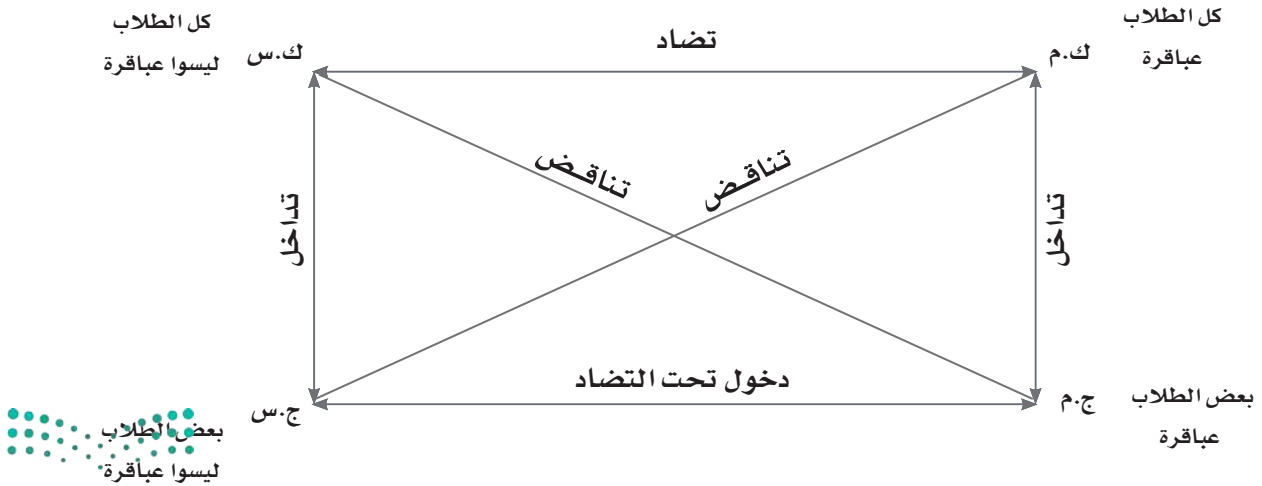 كل الطلاب
عباقرة
ك.م
تضاد
ك.س
كل الطلاب
ليسوا عباقرة
تناقض
تناقض
تداخل
تداخل
دخول تحت التضاد
ج.م
بعض الطلاب
عباقرة
ج.س
بعض الطلاب
ليسوا عباقرة